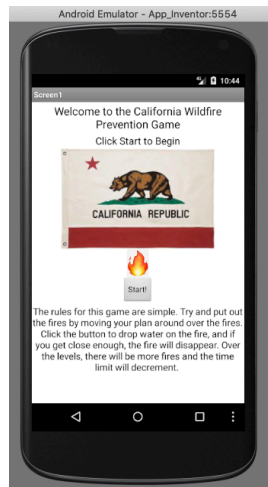 Android Emulator - App_Inventor:5554
10:44
Screen1
Welcome to the California Wildfire
Prevention Game
Click Start to Begin
CALIFORNIA REPUBLIC
Start!
The rules for this game are simple. Try and put out
the fires by moving your plan around over the fires.
Click the button to drop water on the fire, and if
you get close enough, the fire will disappear. Over
the levels, there will be more fires and the time
limit will decrement.